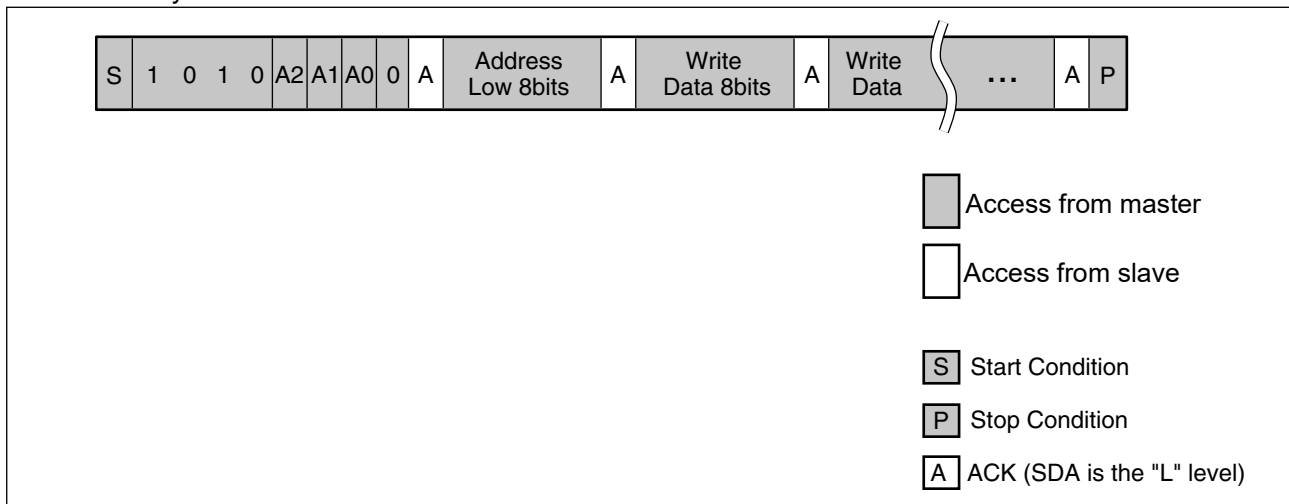 S 1 0 1 0 A2 A1 A0 0 A Address Low 8bits A Write Data 8bits A Write Data ... A P
Access from master
Access from slave
S Start Condition
P Stop Condition
A ACK (SDA is the "L" level)